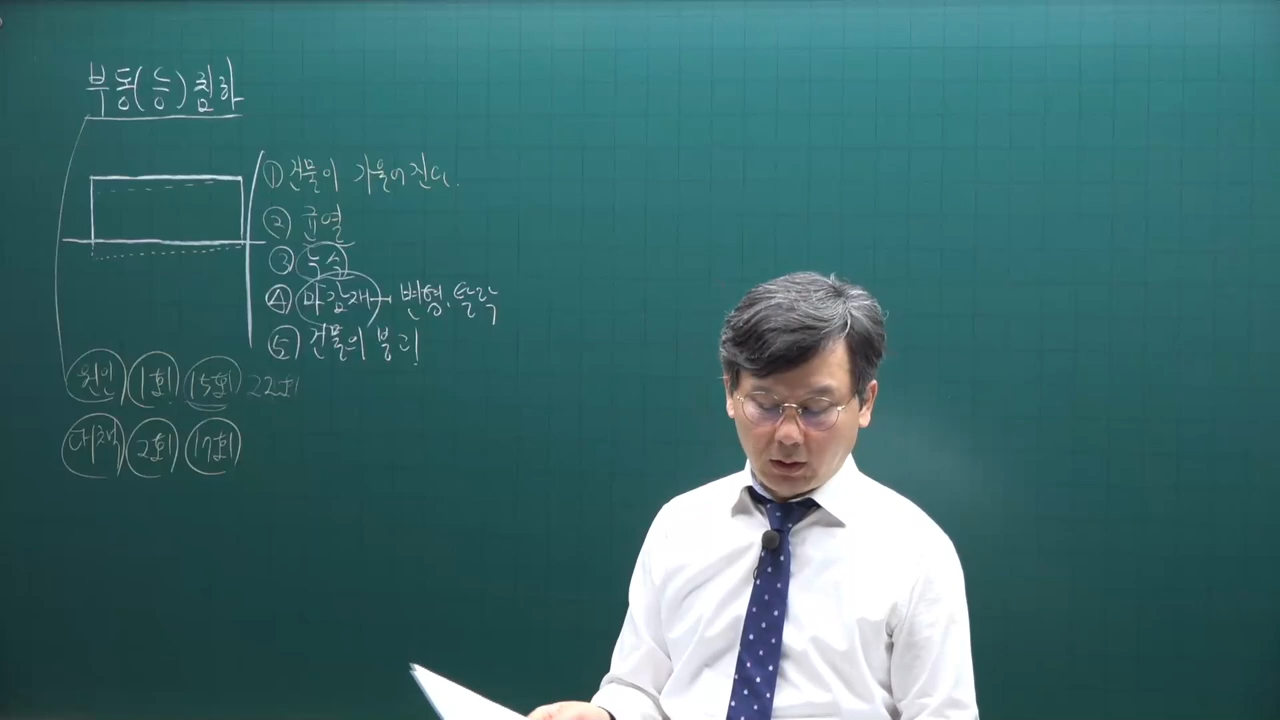 부동(등)침하
① 건물이 기울어진다.
② 균열
③ 누수
④ 마감재→변형, 탈락
⑤ 건물의 분리
원인 1회 15회 22회
대책 2회 17회